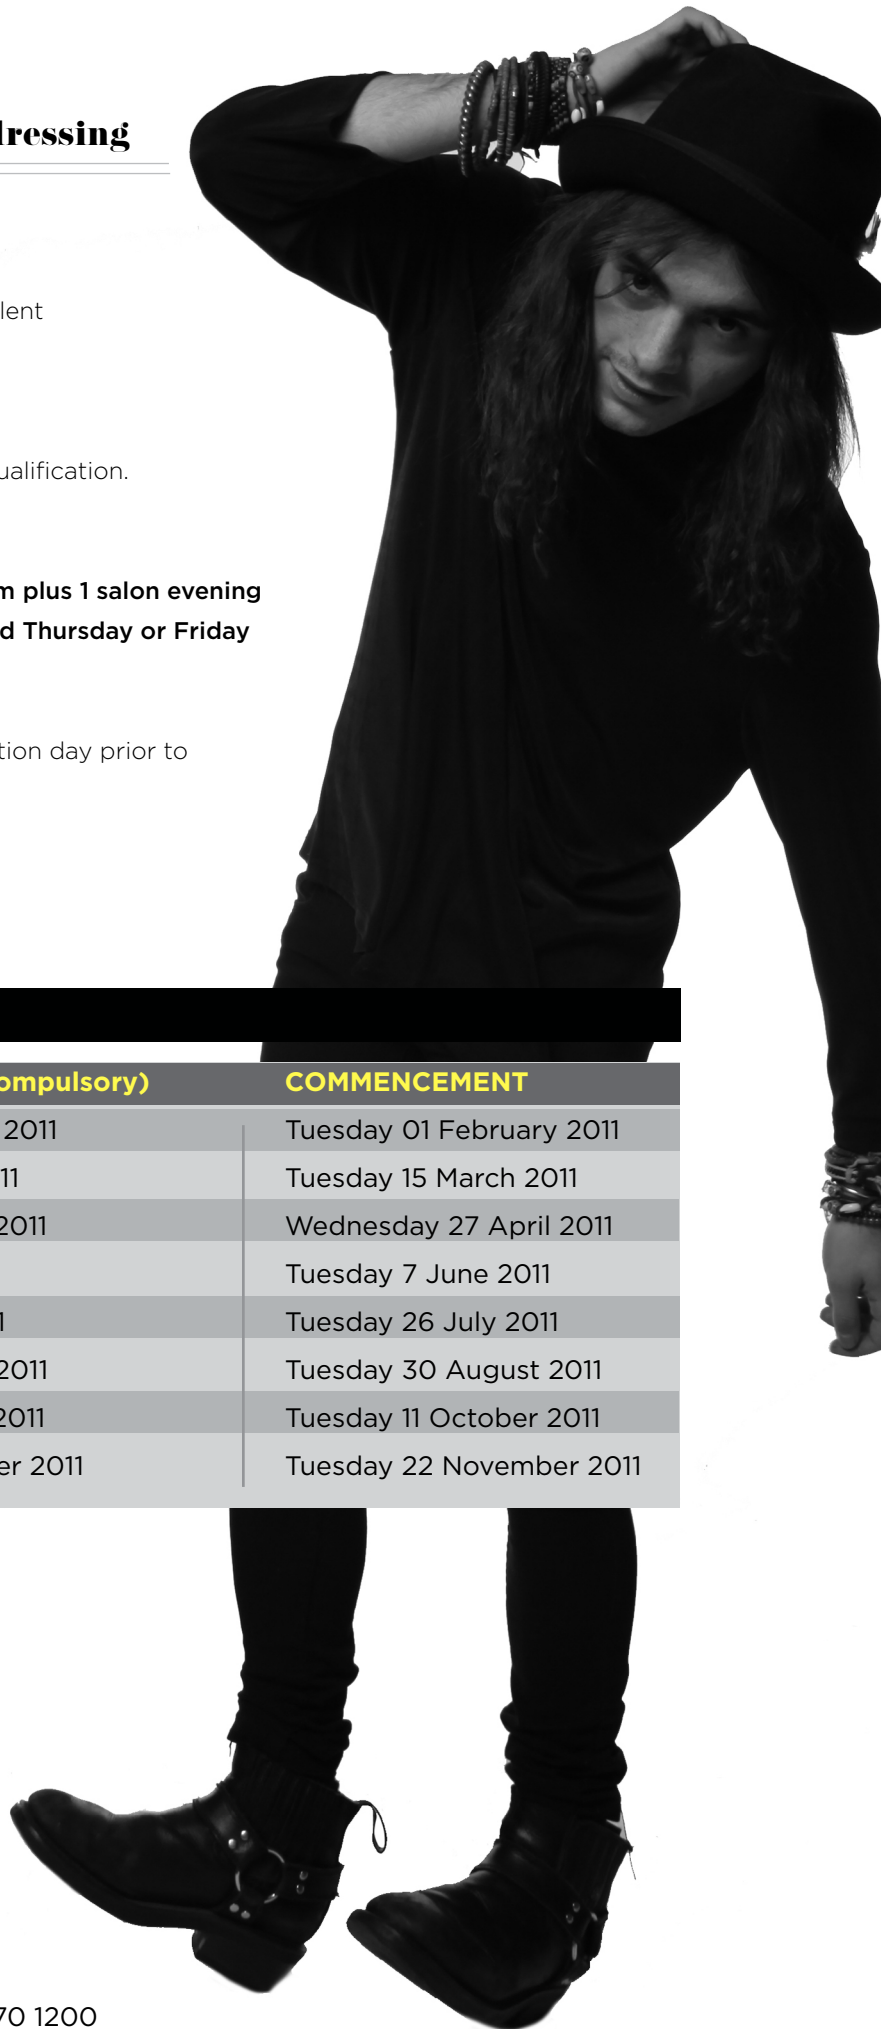 dressing
lent
ualification.
m plus 1 salon evening
d Thursday or Friday
tion day prior to
ompulsory) COMMENCEMENT
2011 Tuesday 01 February 2011
11 Tuesday 15 March 2011
2011 Wednesday 27 April 2011
Tuesday 7 June 2011
1 Tuesday 26 July 2011
2011 Tuesday 30 August 2011
2011 Tuesday 11 October 2011
er 2011 Tuesday 22 November 2011
70 1200